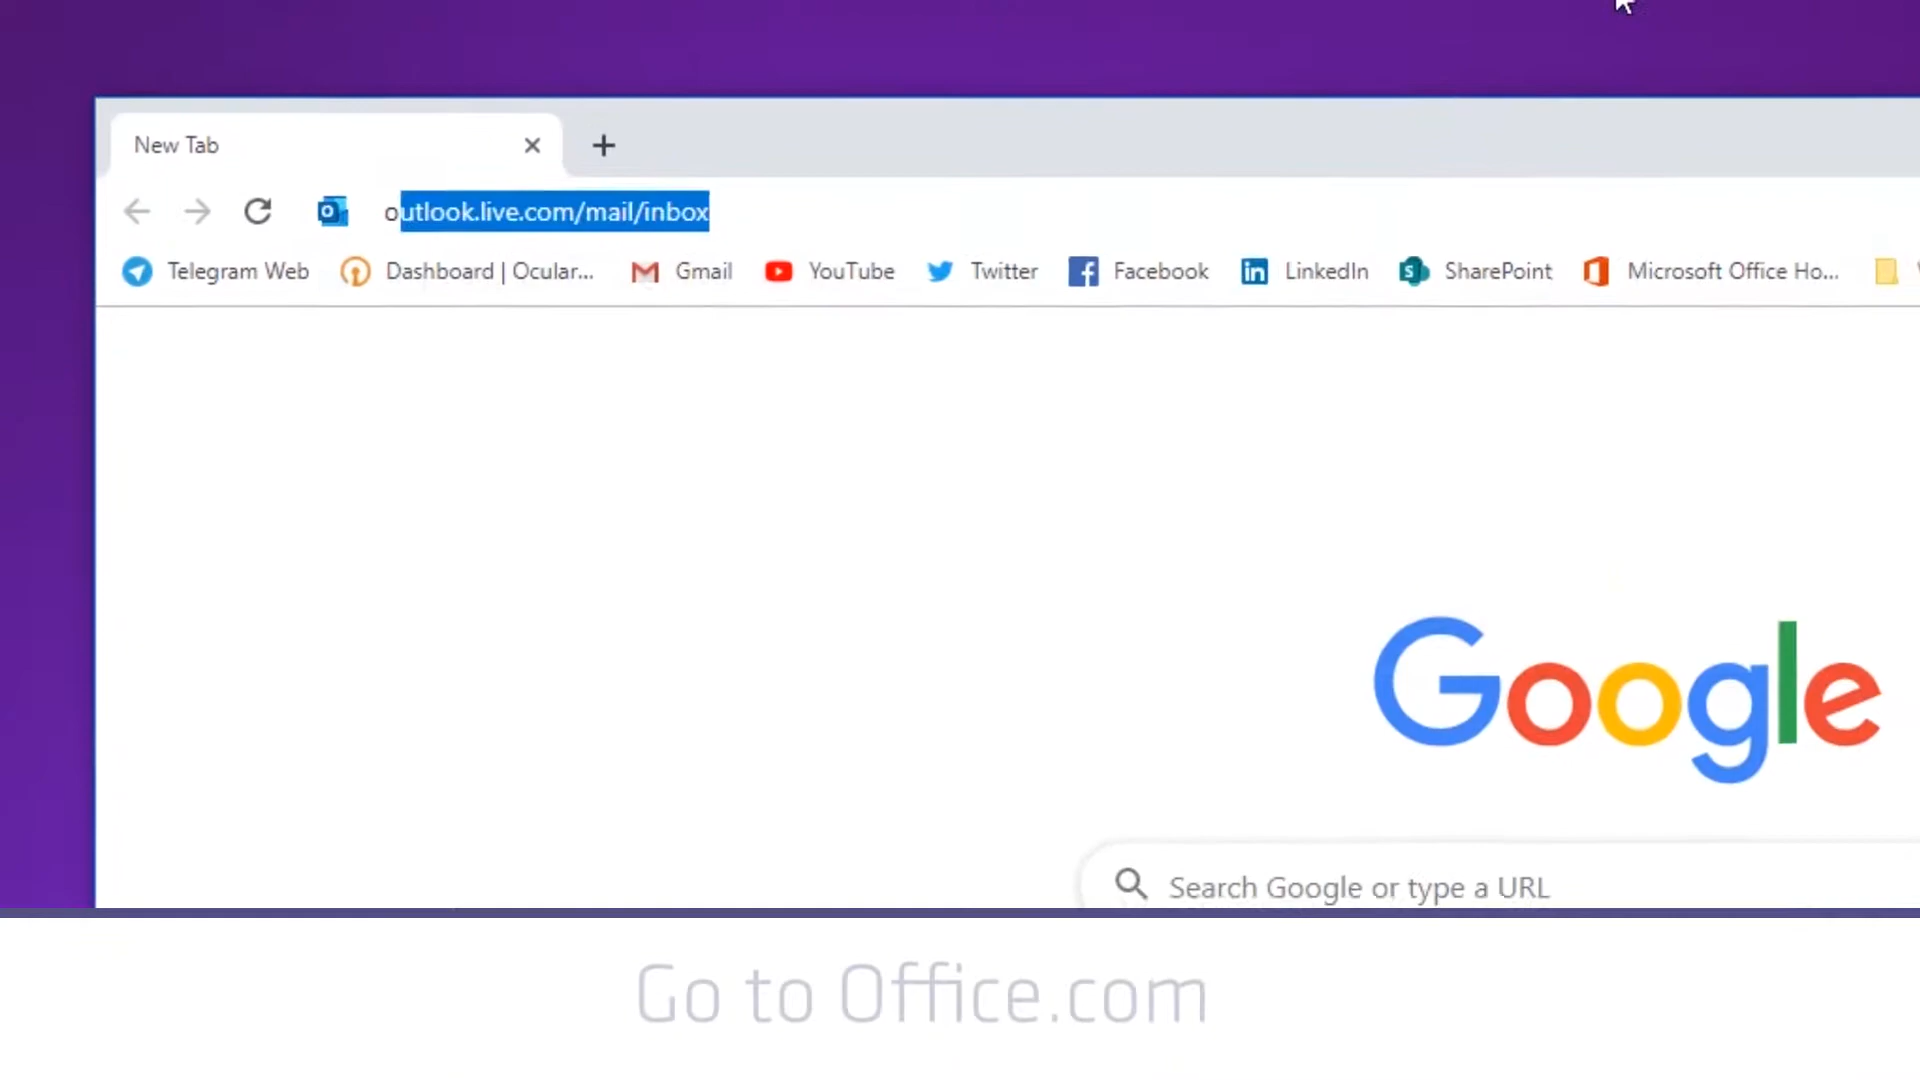 New Tab
outlook.live.com/mail/inbox
Telegram Web Dashboard | Ocular... Gmail YouTube Twitter Facebook LinkedIn SharePoint Microsoft Office Ho...
Google
Search Google or type a URL
Go to Office.com